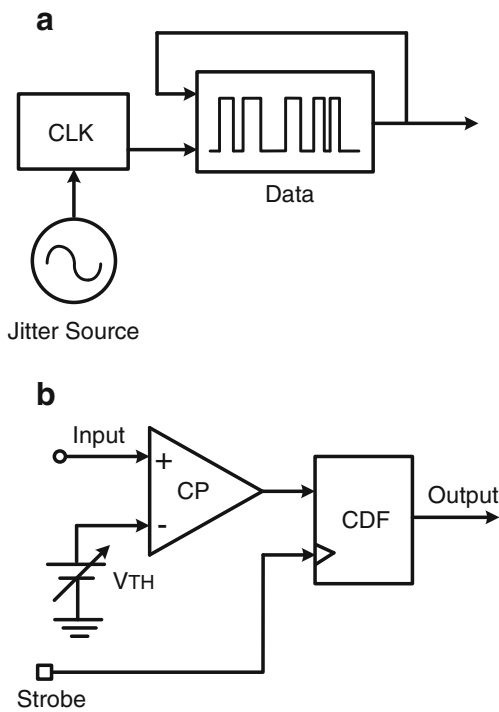 a
CLK
Data
Jitter Source
b
Input
+
CP
-
VTH
CDF
Output
Strobe